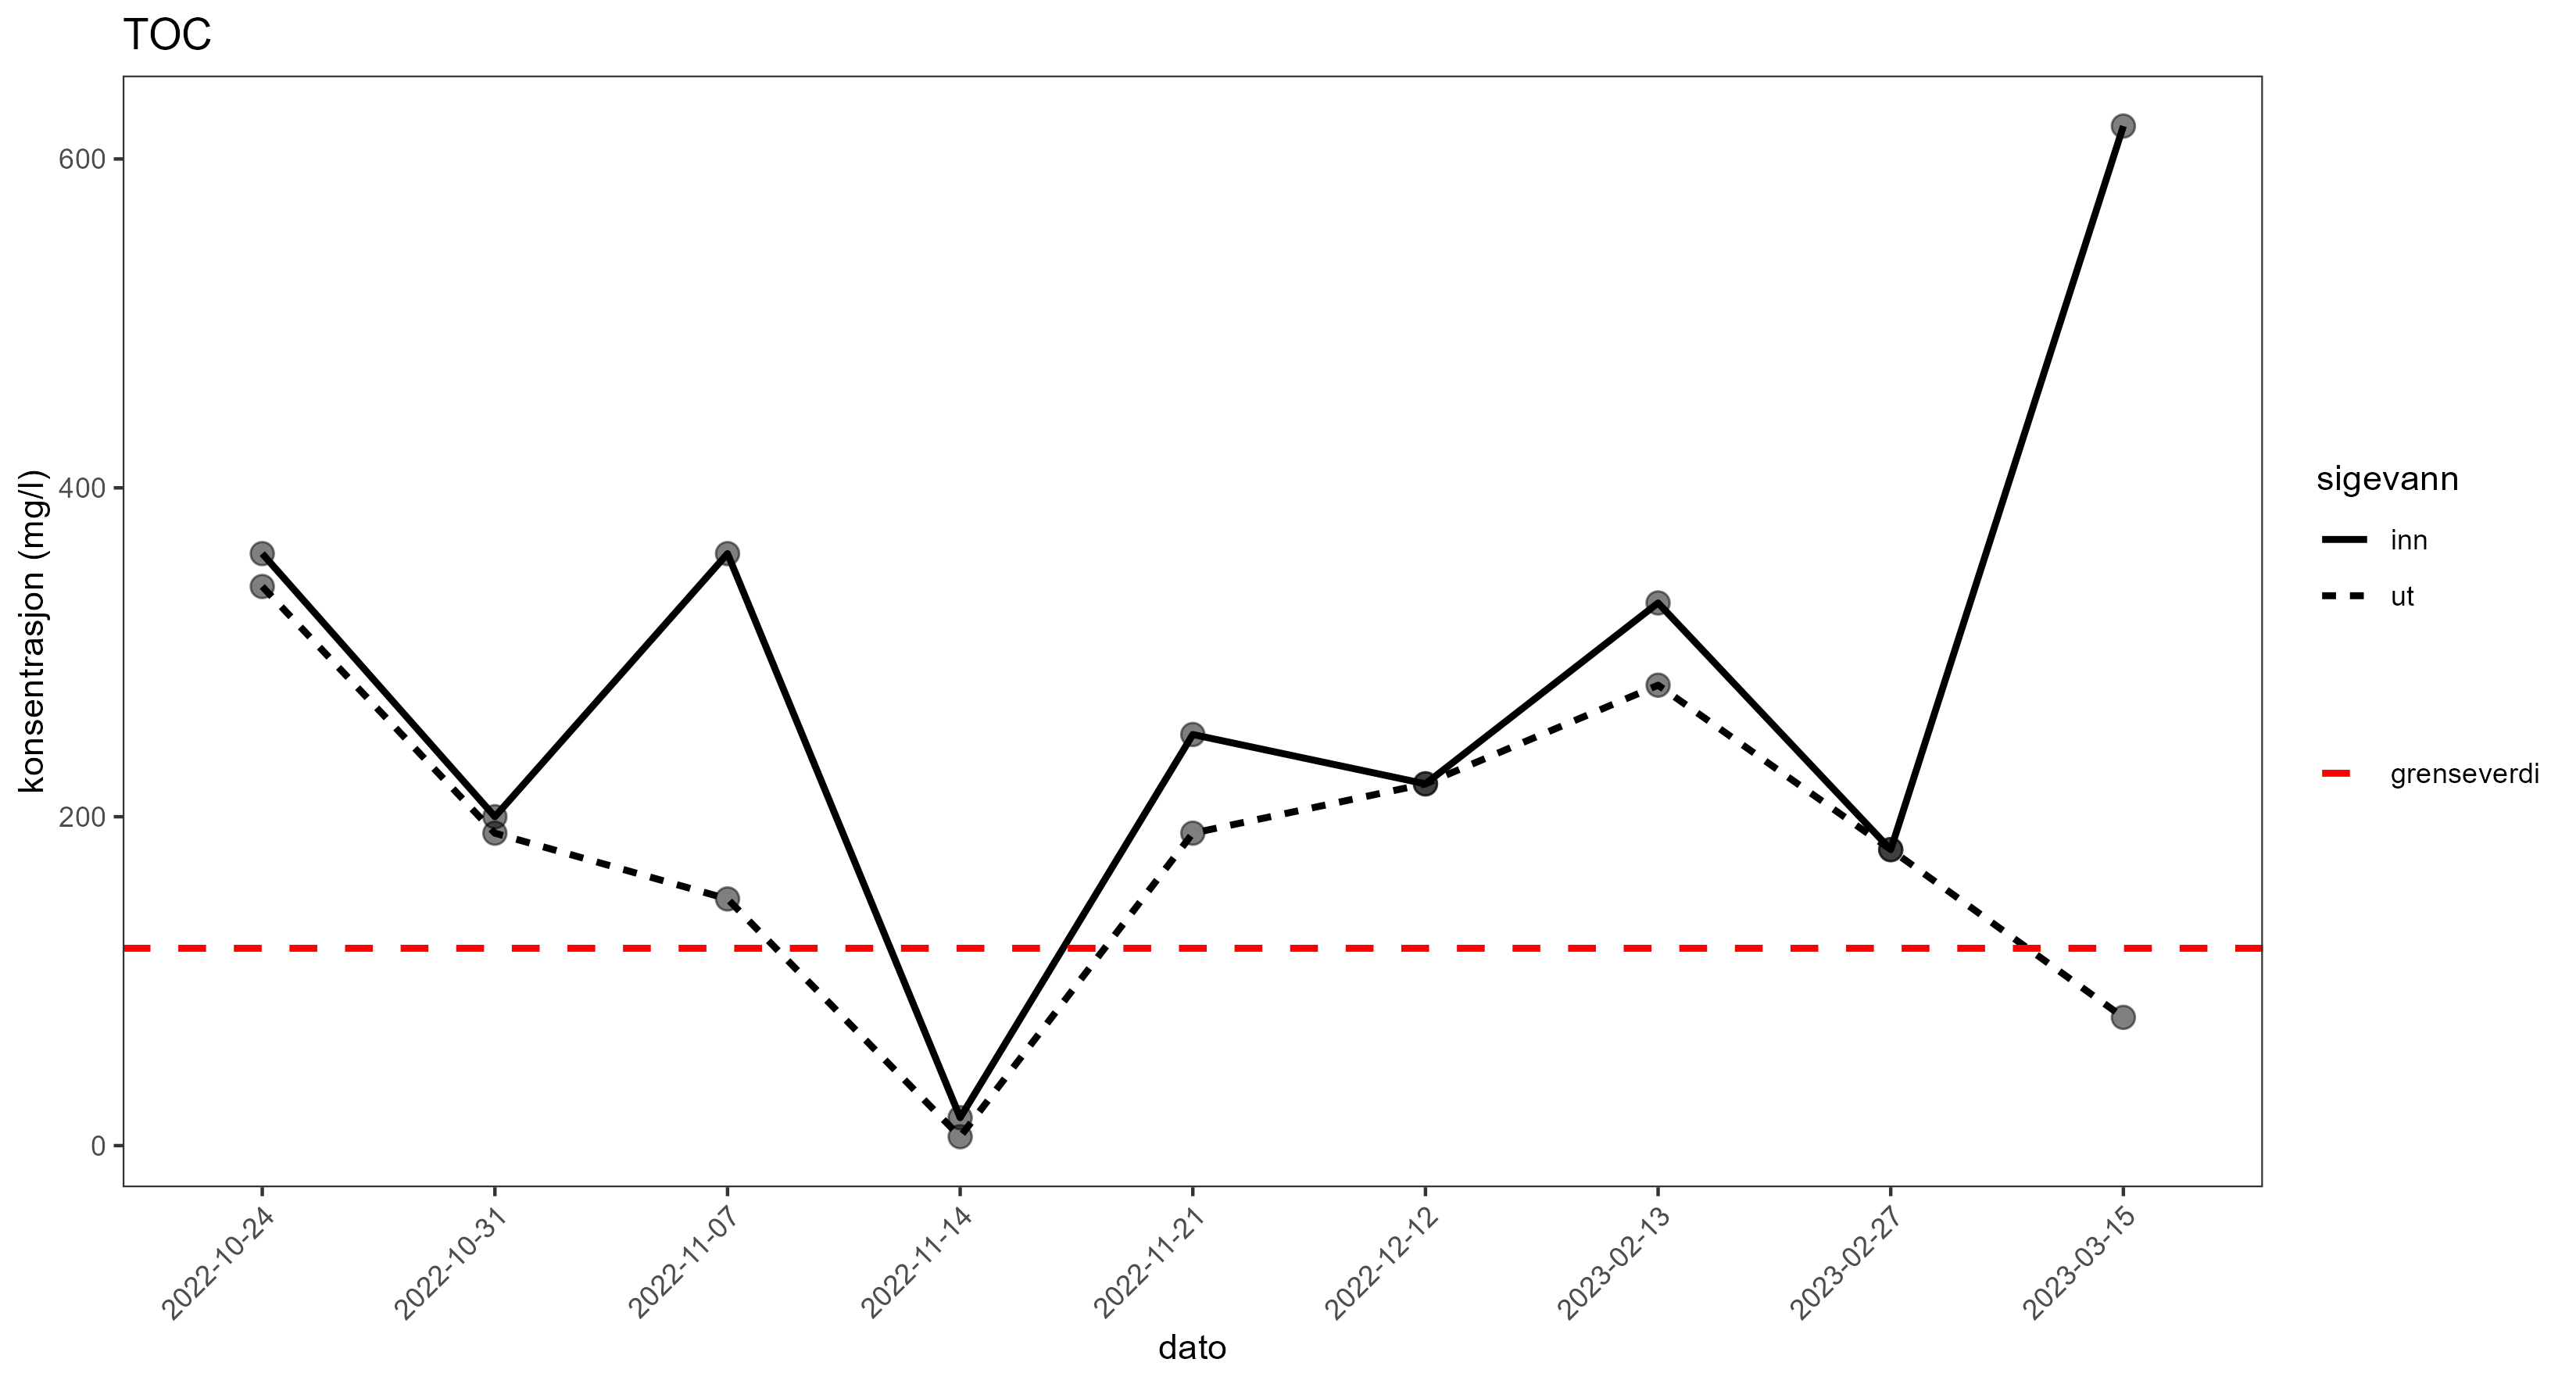 TOC
konsentrasjon (mg/l)
600
400
200
0
2022-10-24
2022-10-31
2022-11-07
2022-11-14
2022-11-21
2022-12-12
2023-02-13
2023-02-27
2023-03-15
dato
sigevann
inn
ut
grenseverdi